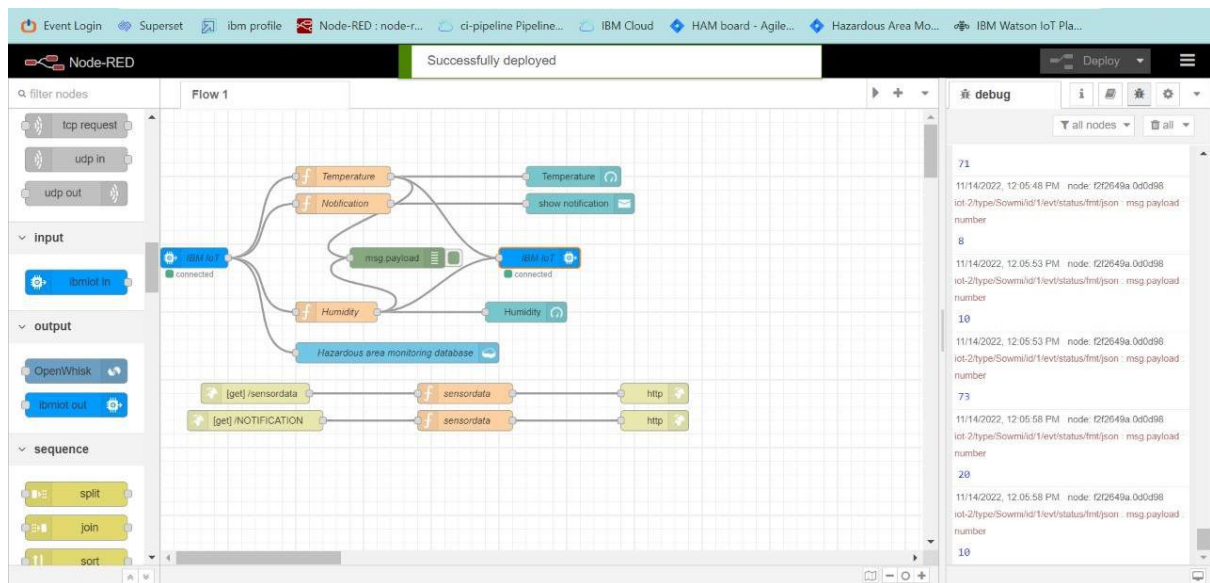 Event Login Superset ibm profile Node-RED : node-r... ci-pipeline Pipeline... IBM Cloud HAM board - Agile... Hazardous Area Mo... IBM Watson IoT Pla...
Node-RED Successfully deployed Deploy
filter nodes
Flow 1
debug
all nodes all
tcp request
udp in
udp out
input
ibmiot in
output
OpenWhisk
ibmiot out
sequence
split
join
sort
Temperature Temperature
Notification show notification
IBM IoT msg.payload IBM IoT
connected connected
Humidity Humidity
Hazardous area monitoring database
[get] /sensordata sensordata http
[get] /NOTIFICATION sensordata http
71
11/14/2022, 12:05:48 PM node: f2f2649a.0d0d98
iot-2/type/Sowmi/id/1/evt/status/fmt/json : msg.payload :
number
8
11/14/2022, 12:05:53 PM node: f2f2649a.0d0d98
iot-2/type/Sowmi/id/1/evt/status/fmt/json : msg.payload :
number
10
11/14/2022, 12:05:53 PM node: f2f2649a.0d0d98
iot-2/type/Sowmi/id/1/evt/status/fmt/json : msg.payload :
number
73
11/14/2022, 12:05:58 PM node: f2f2649a.0d0d98
iot-2/type/Sowmi/id/1/evt/status/fmt/json : msg.payload :
number
20
11/14/2022, 12:05:58 PM node: f2f2649a.0d0d98
iot-2/type/Sowmi/id/1/evt/status/fmt/json : msg.payload :
number
10